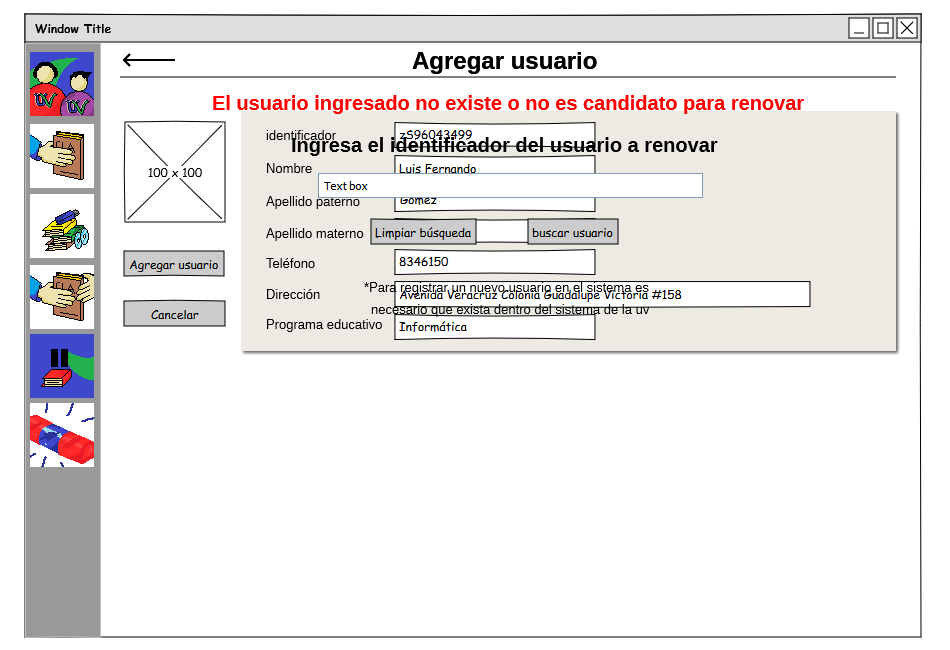 Window Title
Agregar usuario
El usuario ingresado no existe o no es candidato para renovar
identificador
zS96043499
Ingresa el identificador del usuario a renovar
100 x 100
Nombre
Luis Fernando
Text box
Apellido paterno
Gomez
Apellido materno
Limpiar búsqueda
buscar usuario
Agregar usuario
Teléfono
8346150
*Para registrar un nuevo usuario en el sistema es
Dirección
Avenida Veracruz Colonia Guadalupe Victoria #158
necesario que exista dentro del sistema de la uv
Cancelar
Programa educativo
Informática